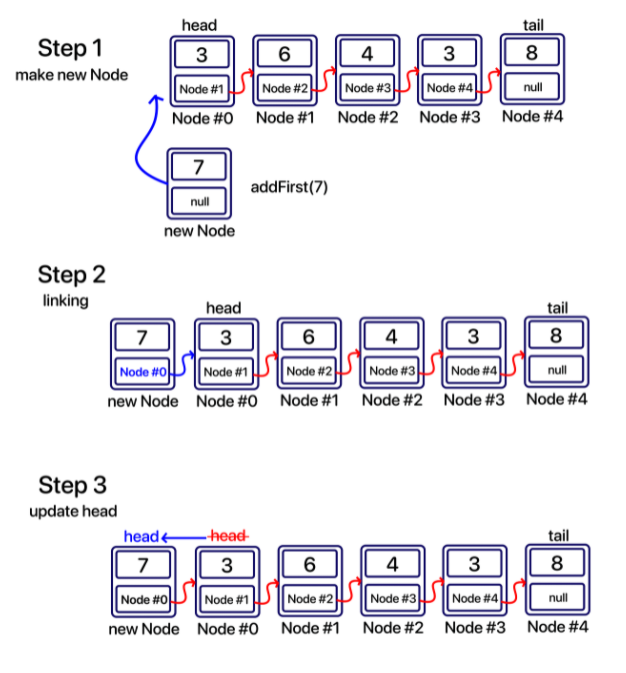 head tail
Step 1
3 6 4 3 8
make new Node
Node #1 Node #2 Node #3 Node #4 null
Node #0 Node #1 Node #2 Node #3 Node #4
7
addFirst(7)
null
new Node
Step 2
linking
head tail
7 3 6 4 3 8
Node #0 Node #1 Node #2 Node #3 Node #4 null
new Node Node #0 Node #1 Node #2 Node #3 Node #4
Step 3
update head
head head tail
7 3 6 4 3 8
Node #0 Node #1 Node #2 Node #3 Node #4 null
new Node Node #0 Node #1 Node #2 Node #3 Node #4